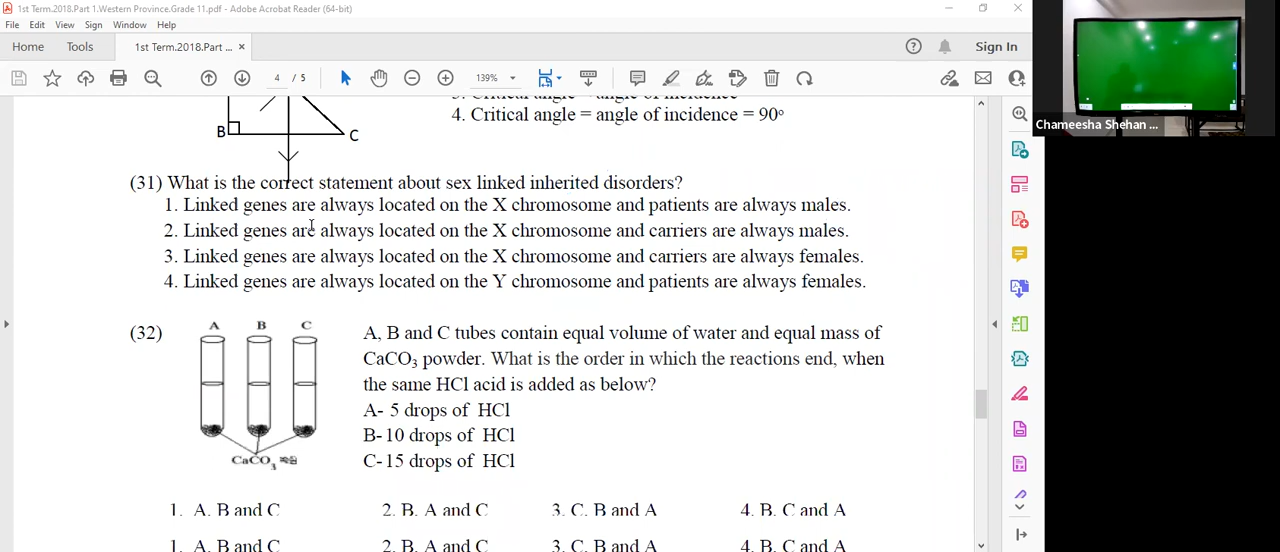 1st Term.2018.Part 1.Western Province.Grade 11.pdf - Adobe Acrobat Reader (64-bit)
File Edit View Sign Window Help
Home Tools 1st Term.2018.Part ... × Sign In
4 / 5 139%
4. Critical angle = angle of incidence = 90°
B C
(31) What is the correct statement about sex linked inherited disorders?
1. Linked genes are always located on the X chromosome and patients are always males.
2. Linked genes are always located on the X chromosome and carriers are always males.
3. Linked genes are always located on the X chromosome and carriers are always females.
4. Linked genes are always located on the Y chromosome and patients are always females.
(32)
A B C
CaCO₃
A, B and C tubes contain equal volume of water and equal mass of
CaCO₃ powder. What is the order in which the reactions end, when
the same HCl acid is added as below?
A- 5 drops of HCl
B- 10 drops of HCl
C- 15 drops of HCl
1. A, B and C 2. B, A and C 3. C, B and A 4. B, C and A
1. A, B and C 2. B, A and C 3. C, B and A 4. B, C and A
Chameesha Shehan ...